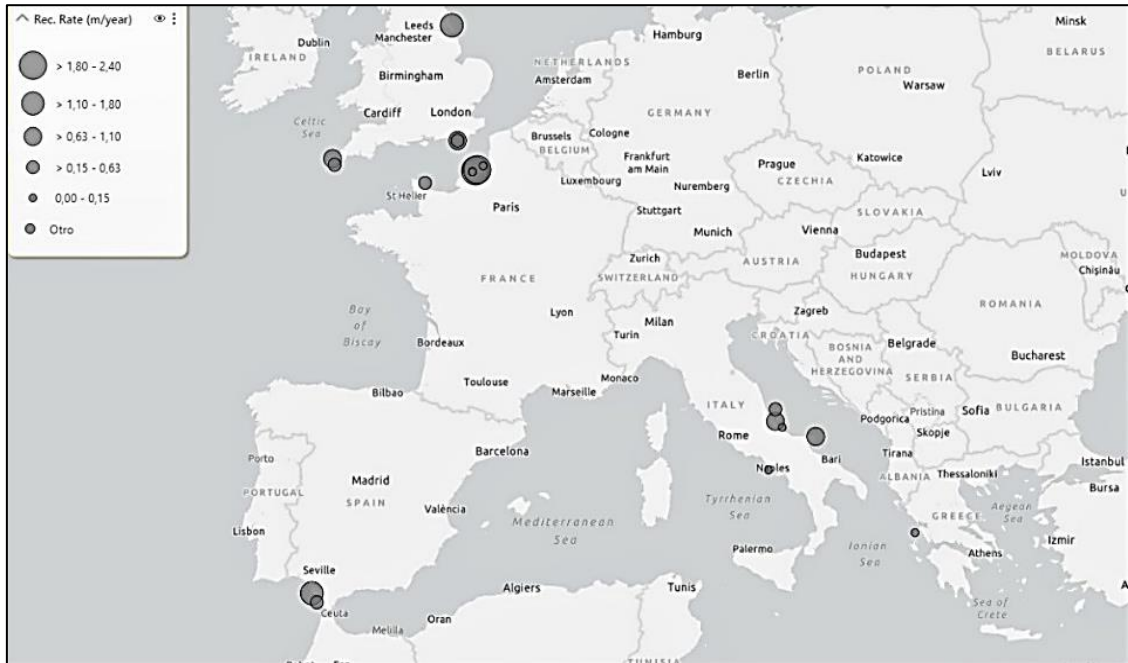 Rec. Rate (m/year)
> 1,80 - 2,40
> 1,10 - 1,80
> 0,63 - 1,10
> 0,15 - 0,63
0,00 - 0,15
Otro
Leeds
Manchester
Dublin
IRELAND
Birmingham
Cardiff
London
Celtic
Sea
St Helier
Hamburg
NETHERLANDS
Amsterdam
Berlin
Minsk
BELARUS
POLAND
Warsaw
GERMANY
Brussels
BELGIUM
Cologne
Frankfurt
am Main
Luxembourg
Nuremberg
Prague
CZECHIA
Katowice
Lviv
Paris
Stuttgart
Munich
Vienna
SLOVAKIA
Zurich
SWITZERLAND
AUSTRIA
Budapest
HUNGARY
MOLDOVA
Chișinău
FRANCE
Bay
of
Biscay
Lyon
Bordeaux
Turin
Milan
Zagreb
CROATIA
ROMANIA
Belgrade
BOSNIA
AND
HERZEGOVINA
Bucharest
SERBIA
Toulouse
Marseille
Monaco
Bilbao
ITALY
Rome
Podgorica
Pristina
Sofia
BULGARIA
Skopje
Porto
Barcelona
Naples
Bari
Tirana
ALBANIA
Thessaloniki
Istanbul
Bursa
Madrid
SPAIN
PORTUGAL
València
Lisbon
Mediterranean
Sea
Tyrrhenian
Sea
GREECE
Aegean
Sea
Izmir
Palermo
Ionian
Sea
Athens
Seville
Ceuta
Algiers
Tunis
Melilla
Oran
Sea of
Crete
TUNISIA